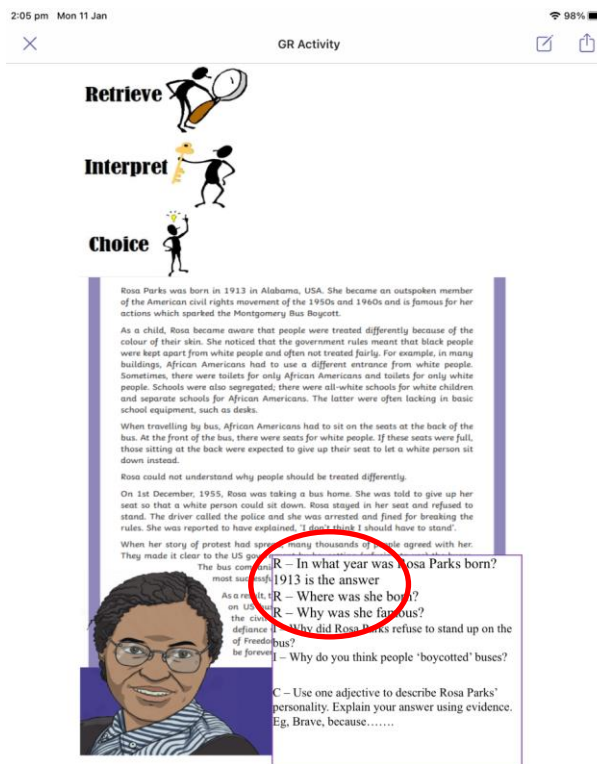 2:05 pm Mon 11 Jan
98%
GR Activity
Retrieve
Interpret
Choice
Rosa Parks was born in 1913 in Alabama, USA. She became an outspoken member
of the American civil rights movement of the 1950s and 1960s and is famous for her
actions which sparked the Montgomery Bus Boycott.
As a child, Rosa became aware that people were treated differently because of the
colour of their skin. She noticed that the government rules meant that black people
were kept apart from white people and often not treated fairly. For example, in many
buildings, African Americans had to use a different entrance from white people.
Sometimes, there were toilets for only African Americans and toilets for only white
people. Schools were also segregated; there were all-white schools for white children
and separate schools for African Americans. The latter were often lacking in basic
school equipment, such as desks.
When travelling by bus, African Americans had to sit on the seats at the back of the
bus. At the front of the bus, there were seats for white people. If these seats were full,
those sitting at the back were expected to give up their seat to let a white person sit
down instead.
Rosa could not understand why people should be treated differently.
On 1st December, 1955, Rosa was taking a bus home. She was told to give up her
seat so that a white person could sit down. Rosa stayed in her seat and refused to
stand. The driver called the police and she was arrested and fined for breaking the
rules. She was reported to have explained, 'I don't think I should have to stand'.
When her story of protest had spread, many thousands of people agreed with her.
They made it clear to the US
The bus
most
As a result,
on US
the
defiance
of
be
R – In what year was Rosa Parks born?
1913 is the answer
R – Where was she born?
R – Why was she famous?
I – Why did Rosa Parks refuse to stand up on the
bus?
I – Why do you think people 'boycotted' buses?
C – Use one adjective to describe Rosa Parks'
personality. Explain your answer using evidence.
Eg, Brave, because…….